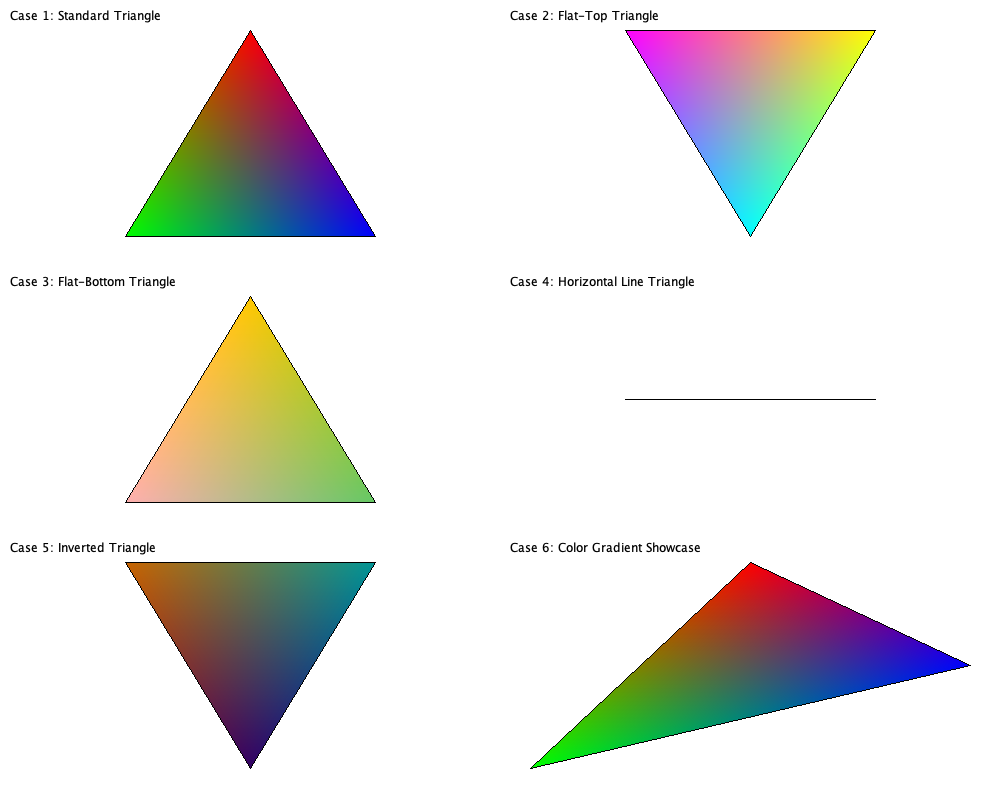 Case 1: Standard Triangle
Case 2: Flat-Top Triangle
Case 3: Flat-Bottom Triangle
Case 4: Horizontal Line Triangle
Case 5: Inverted Triangle
Case 6: Color Gradient Showcase